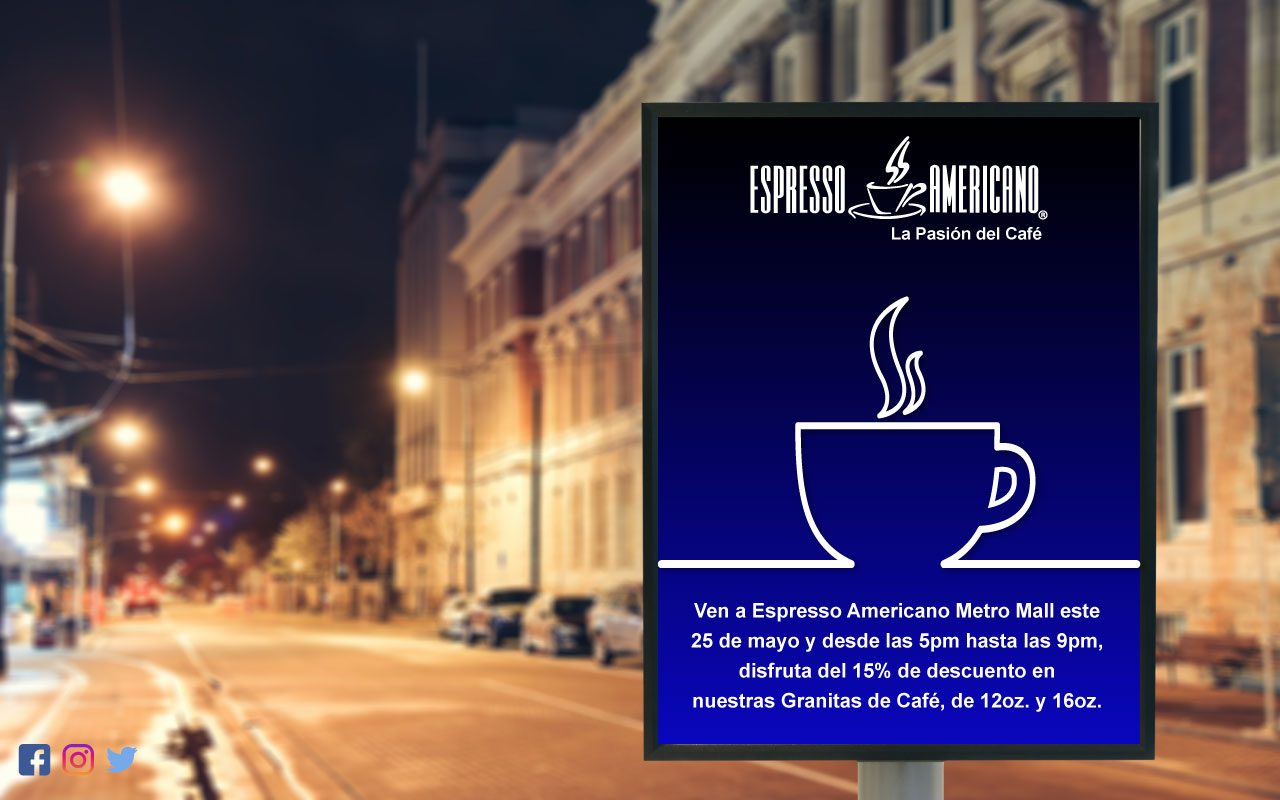 ESPRESSO AMERICANO®
La Pasión del Café
Ven a Espresso Americano Metro Mall este
25 de mayo y desde las 5pm hasta las 9pm,
disfruta del 15% de descuento en
nuestras Granitas de Café, de 12oz. y 16oz.